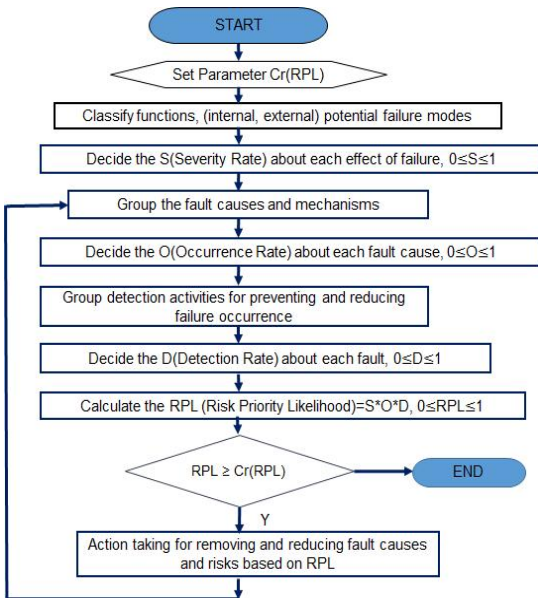 START
Set Parameter Cr(RPL)
Classify functions, (internal, external) potential failure modes
Decide the S(Severity Rate) about each effect of failure, 0≤S≤1
Group the fault causes and mechanisms
Decide the O(Occurrence Rate) about each fault cause, 0≤O≤1
Group detection activities for preventing and reducing
failure occurrence
Decide the D(Detection Rate) about each fault, 0≤D≤1
Calculate the RPL (Risk Priority Likelihood)=S*O*D, 0≤RPL≤1
RPL ≥ Cr(RPL)
END
Y
Action taking for removing and reducing fault causes
and risks based on RPL